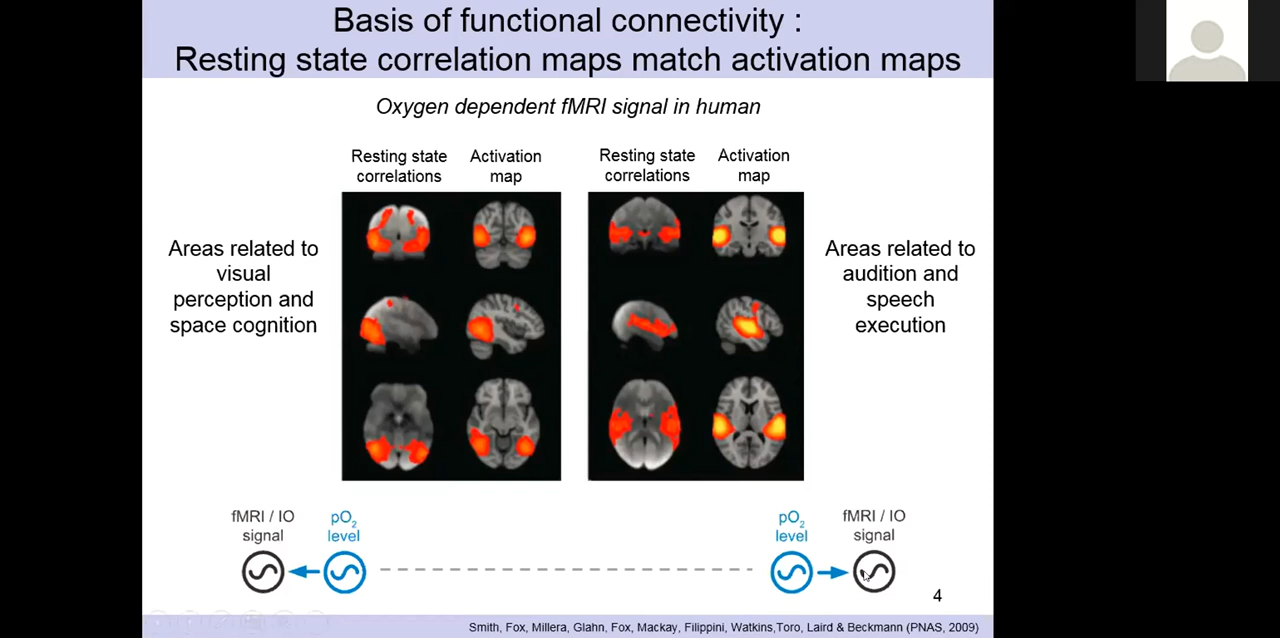 Basis of functional connectivity :
Resting state correlation maps match activation maps
Oxygen dependent fMRI signal in human
Resting state
correlations
Activation
map
Resting state
correlations
Activation
map
Areas related to
visual
perception and
space cognition
Areas related to
audition and
speech
execution
fMRI / IO
signal
pO2
level
pO2
level
fMRI / IO
signal
4
Smith, Fox, Millera, Glahn, Fox, Mackay, Filippini, Watkins,Toro, Laird & Beckmann (PNAS, 2009)